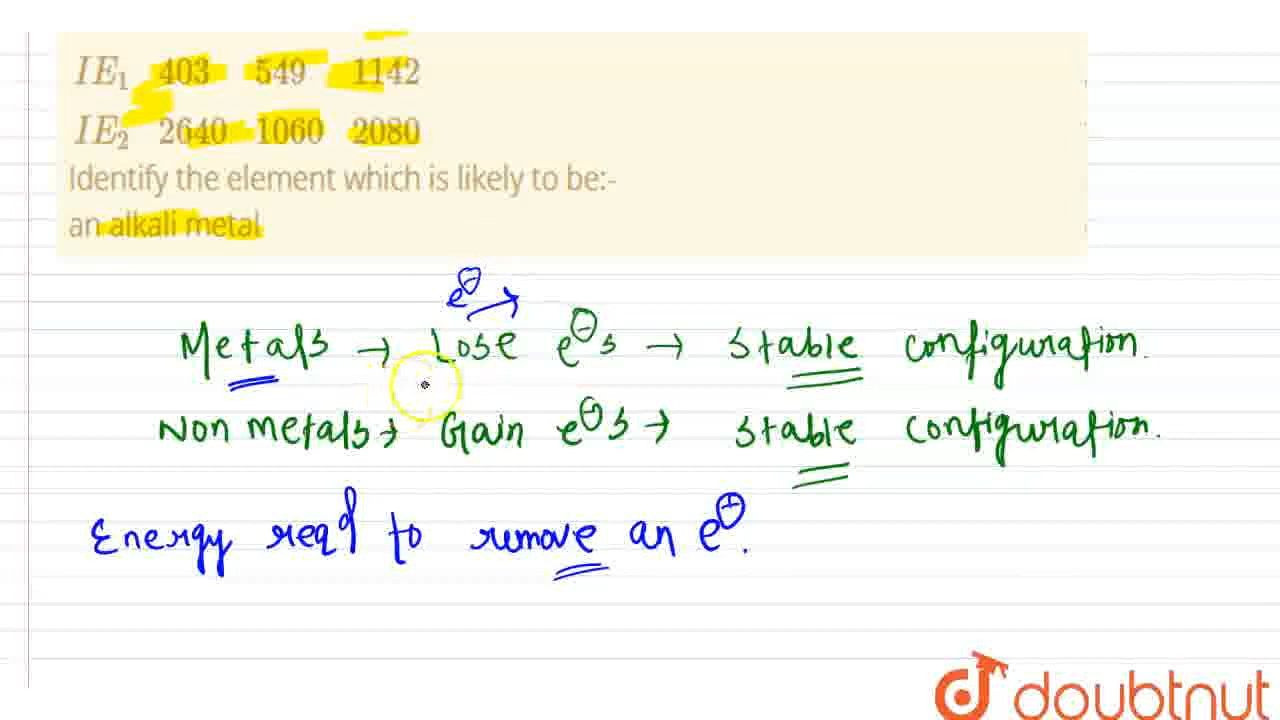 IE₁ 403 549 1142
IE₂ 2640 1060 2080
Identify the element which is likely to be:-
an alkali metal
e⊖ →
Metals → Lose e⊖s → Stable configuration.
Non metals → Gain e⊖s → Stable configuration.
Energy reqd to remove an e⊕.
doubtnut